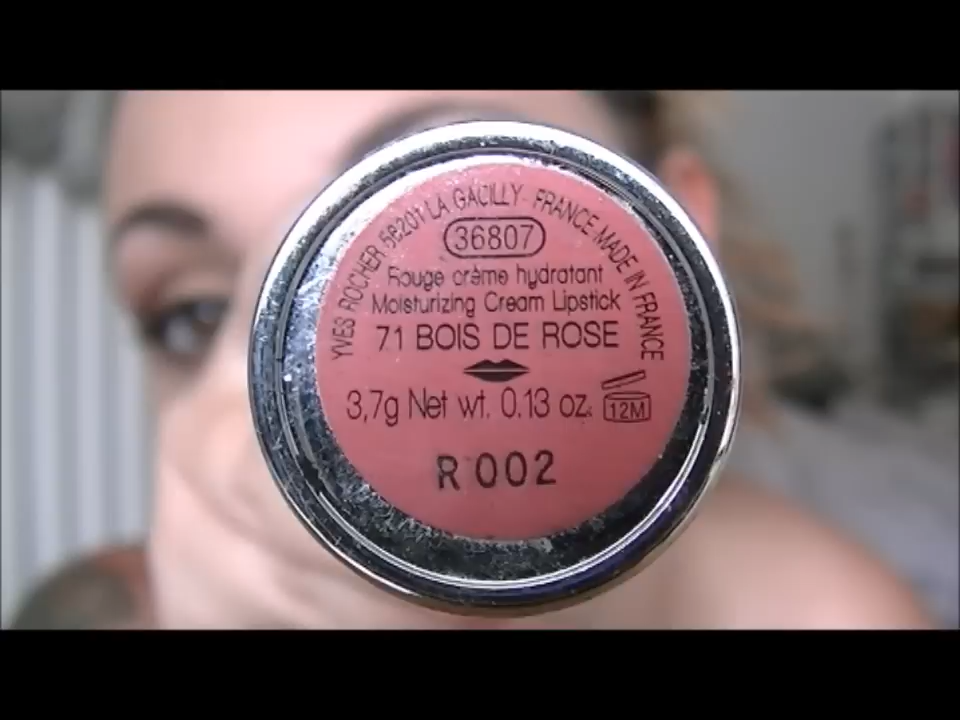 YVES ROCHER 56201 LA GACILLY - FRANCE MADE IN FRANCE
36807
Rouge crème hydratant
Moisturizing Cream Lipstick
71 BOIS DE ROSE
3,7g Net wt. 0.13 oz.
12M
R 002